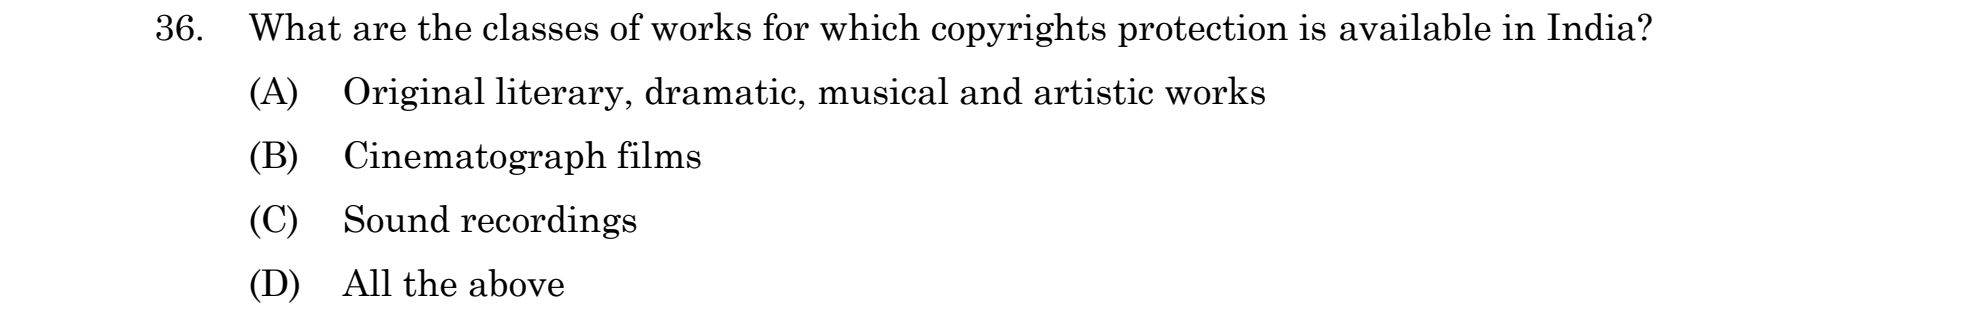 36. What are the classes of works for which copyrights protection is available in India?
(A) Original literary, dramatic, musical and artistic works
(B) Cinematograph films
(C) Sound recordings
(D) All the above